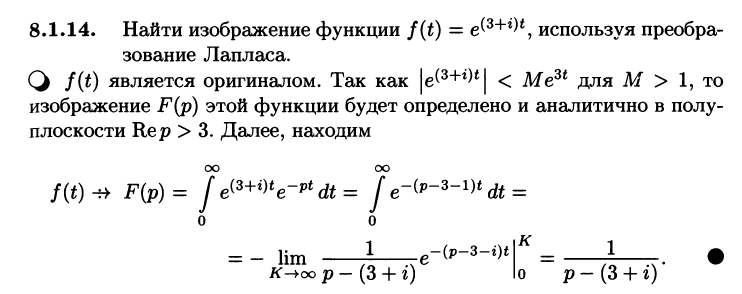 8.1.14. Найти изображение функции f(t) = e^{(3+i)t}, используя преобра-
зование Лапласа.
f(t) является оригиналом. Так как |e^{(3+i)t}| < Me^{3t} для M > 1, то
изображение F(p) этой функции будет определено и аналитично в полу-
плоскости Re p > 3. Далее, находим
f(t) ⇸ F(p) = ∫_0^∞ e^{(3+i)t}e^{-pt} dt = ∫_0^∞ e^{-(p-3-1)t} dt =
= - lim_{K→∞} \frac{1}{p-(3+i)} e^{-(p-3-i)t}|_0^K = \frac{1}{p-(3+i)}.